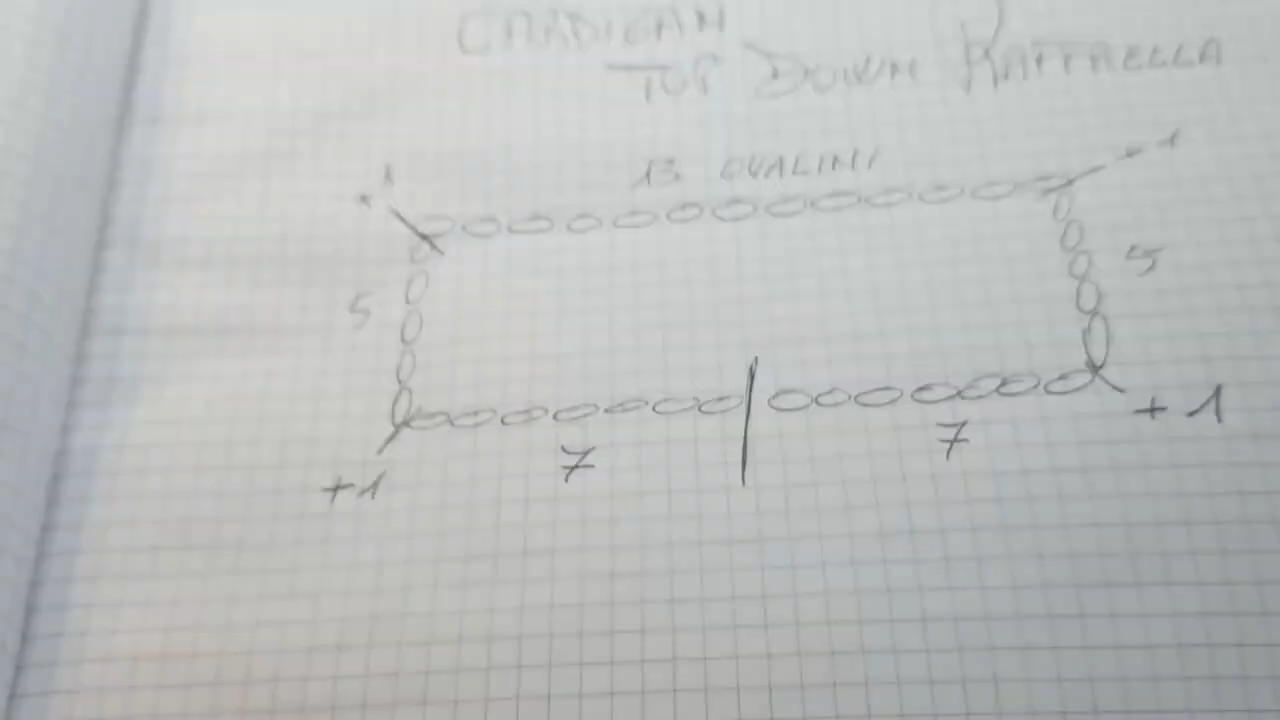 CARDIGAN
TOP DOWN RAFFAELLA
13 OVALINI
+1
+1
5
5
7
7
+1
+1